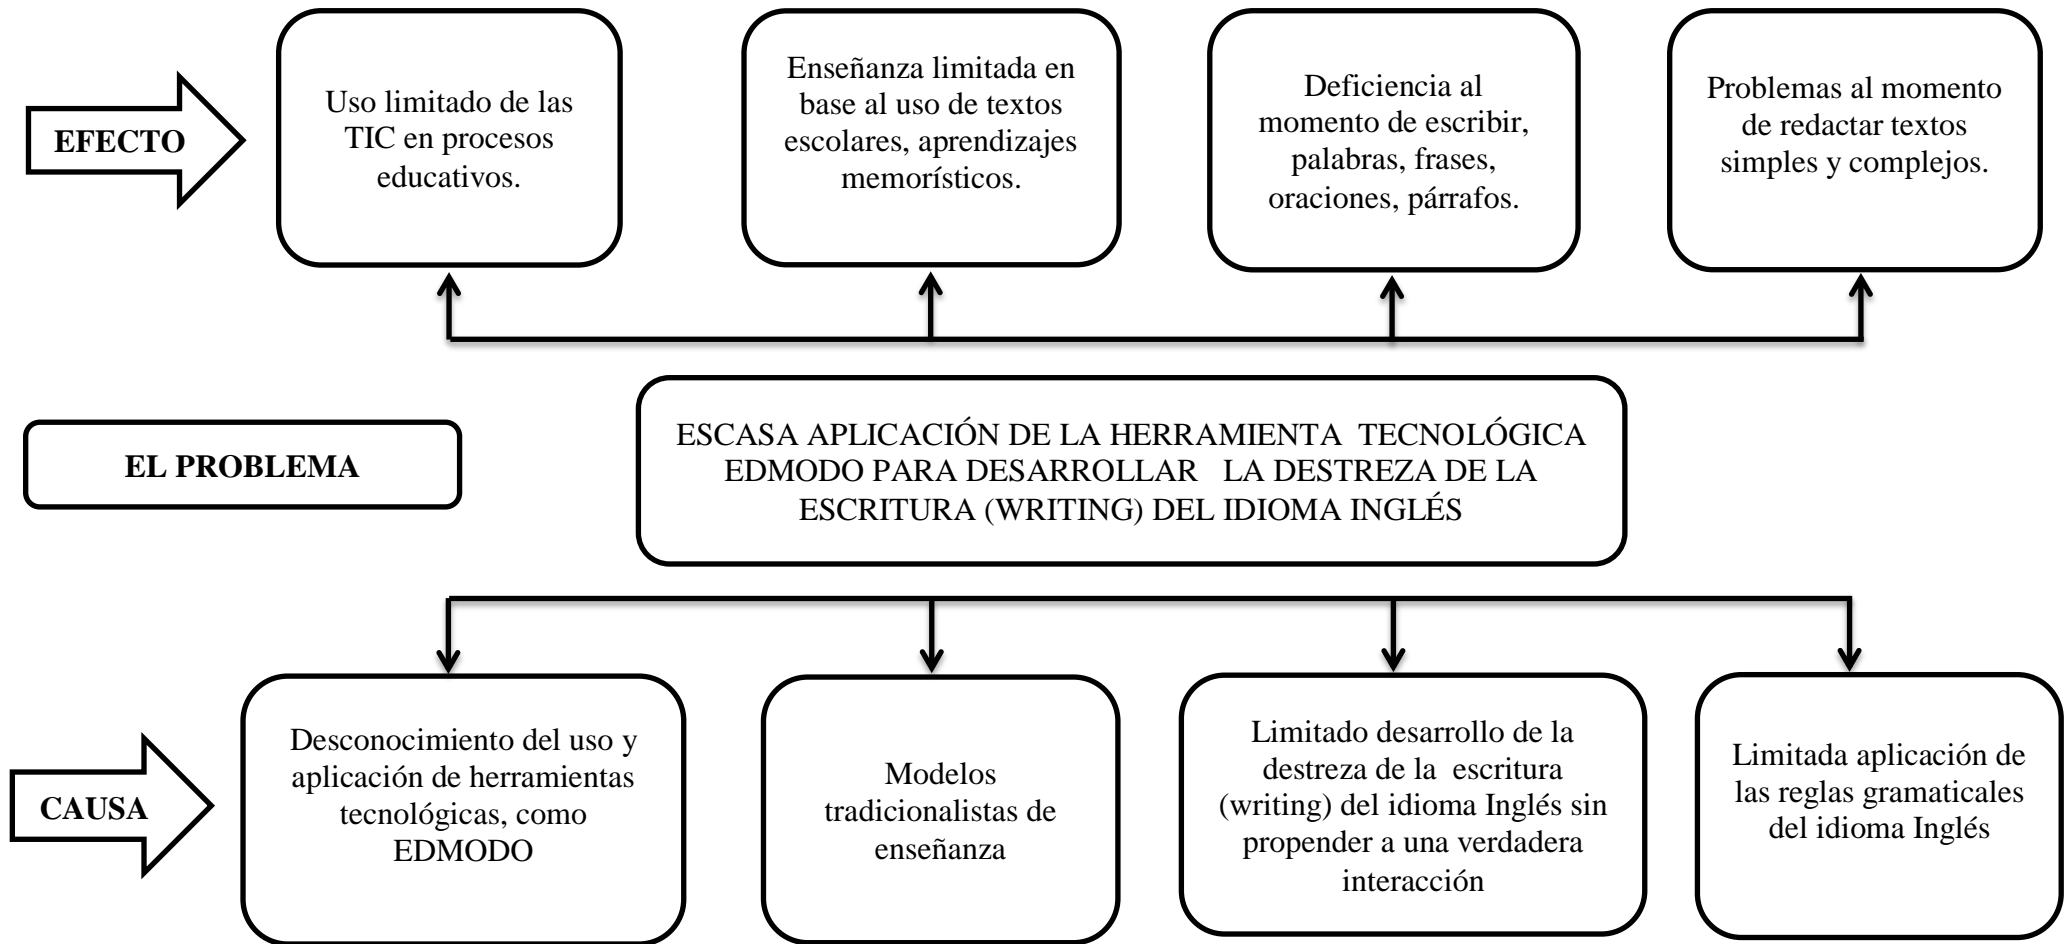 EFECTO
Uso limitado de las
TIC en procesos
educativos.
Enseñanza limitada en
base al uso de textos
escolares, aprendizajes
memorísticos.
Deficiencia al
momento de escribir,
palabras, frases,
oraciones, párrafos.
Problemas al momento
de redactar textos
simples y complejos.
EL PROBLEMA
ESCASA APLICACIÓN DE LA HERRAMIENTA TECNOLÓGICA
EDMODO PARA DESARROLLAR LA DESTREZA DE LA
ESCRITURA (WRITING) DEL IDIOMA INGLÉS
CAUSA
Desconocimiento del uso y
aplicación de herramientas
tecnológicas, como
EDMODO
Modelos
tradicionalistas de
enseñanza
Limitado desarrollo de la
destreza de la escritura
(writing) del idioma Inglés sin
propender a una verdadera
interacción
Limitada aplicación de
las reglas gramaticales
del idioma Inglés